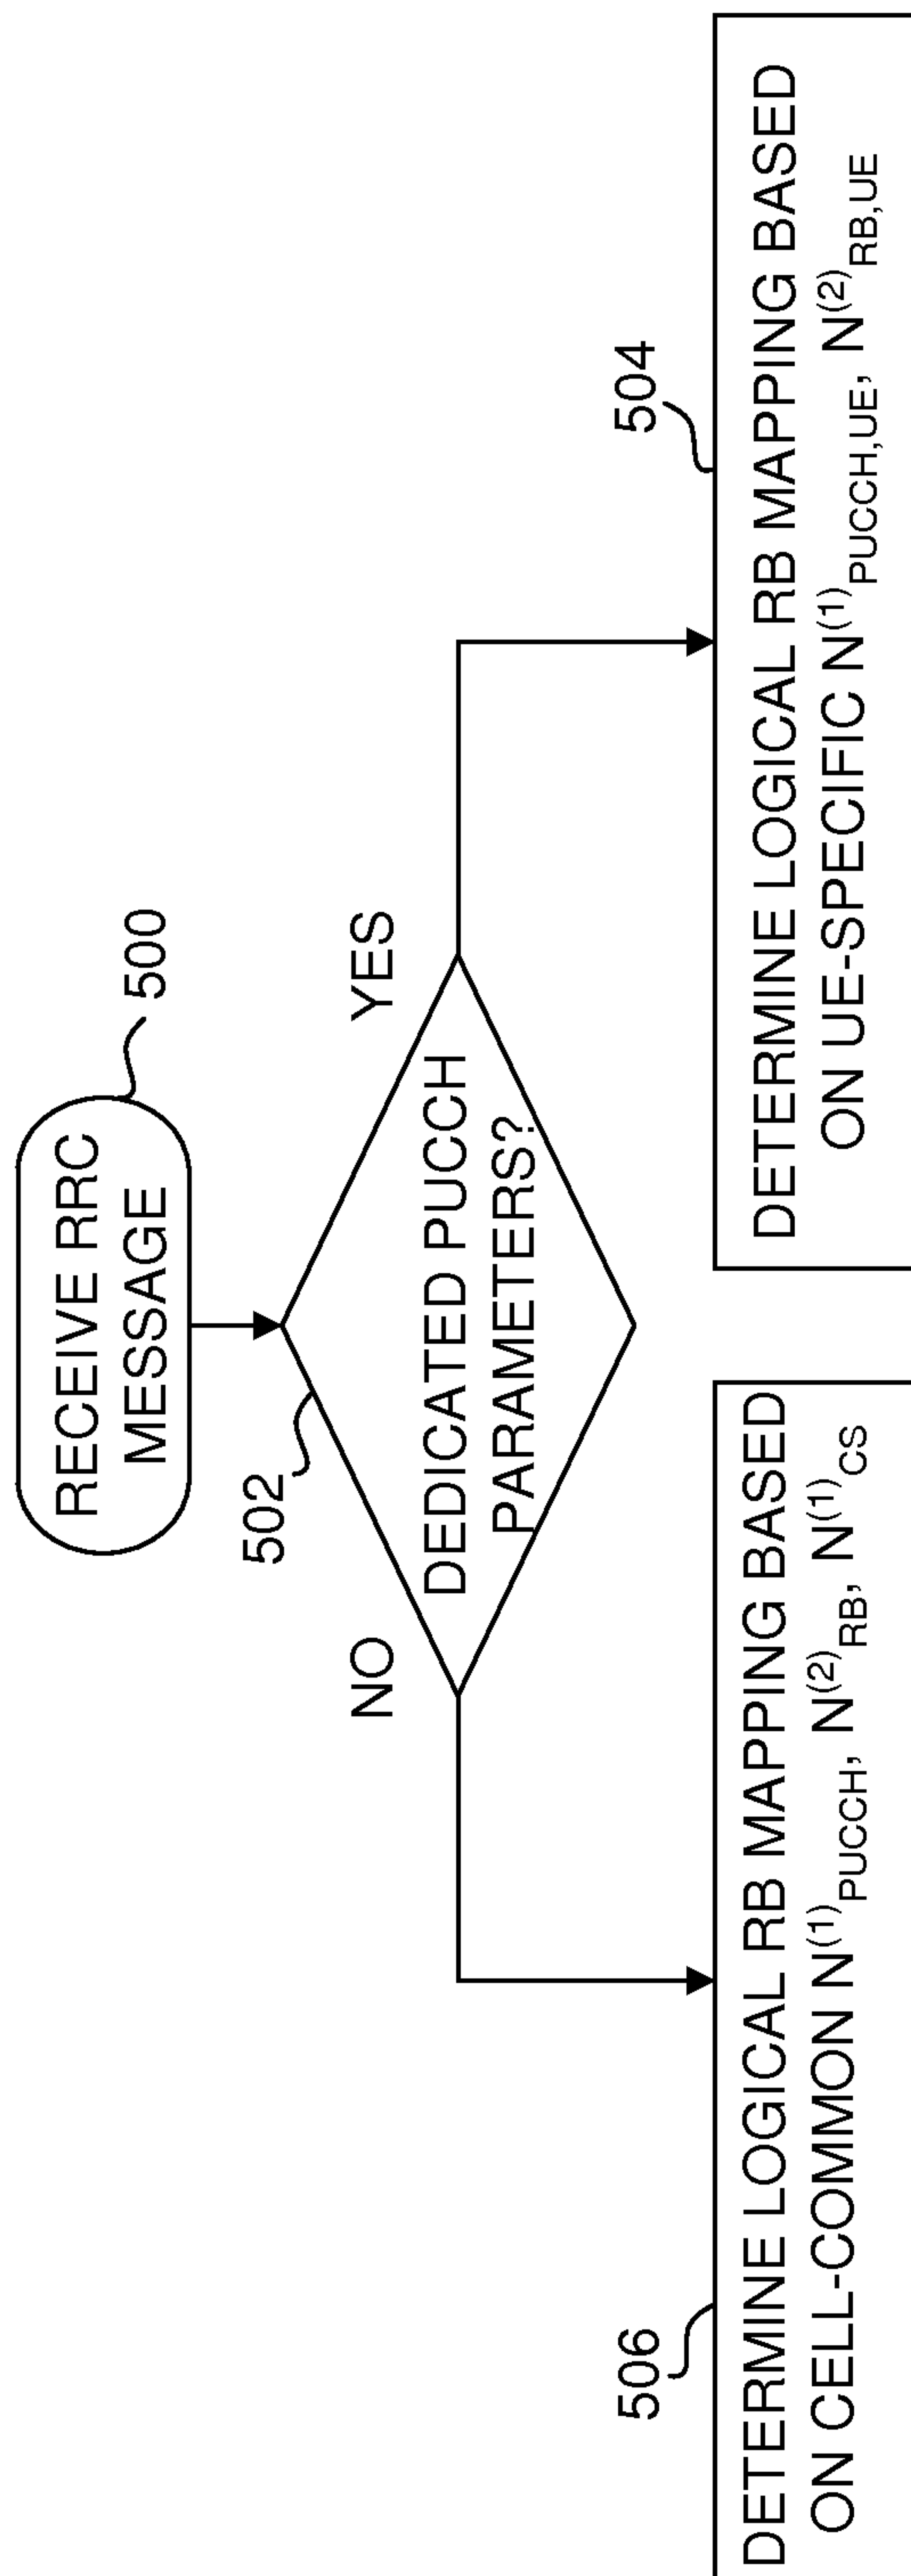 RECEIVE RRC
MESSAGE
500
502
DEDICATED PUCCH
PARAMETERS?
NO
YES
506
DETERMINE LOGICAL RB MAPPING BASED
ON CELL-COMMON N(1)PUCCH, N(2)RB, N(1)CS
504
DETERMINE LOGICAL RB MAPPING BASED
ON UE-SPECIFIC N(1)PUCCH,UE, N(2)RB,UE